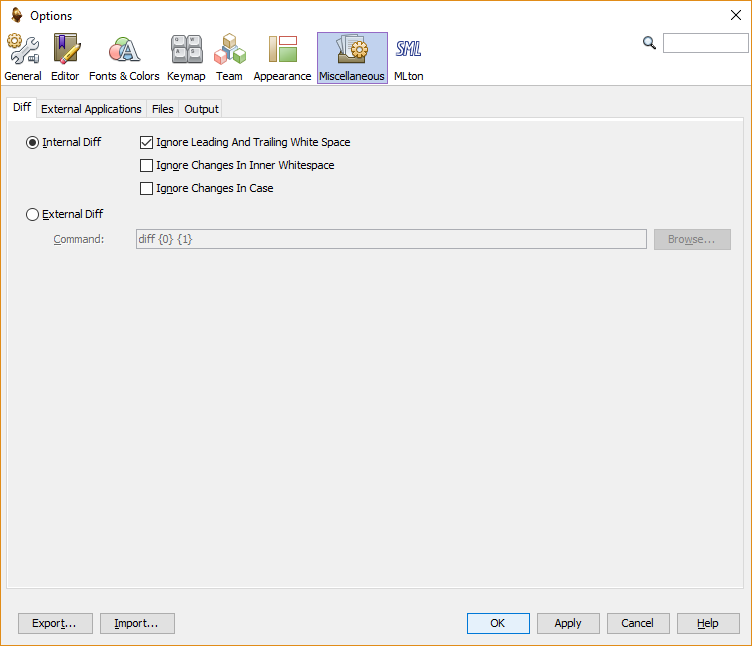 Options
SML
General Editor Fonts & Colors Keymap Team Appearance Miscellaneous MLton
Diff External Applications Files Output
Internal Diff
Ignore Leading And Trailing White Space
Ignore Changes In Inner Whitespace
Ignore Changes In Case
External Diff
Command: diff {0} {1} Browse...
Export... Import... OK Apply Cancel Help